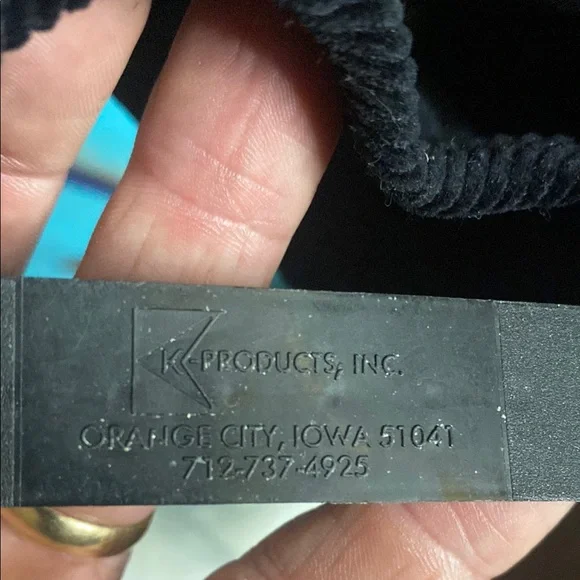 K-PRODUCTS, INC.
ORANGE CITY, IOWA 51041
712-737-4925